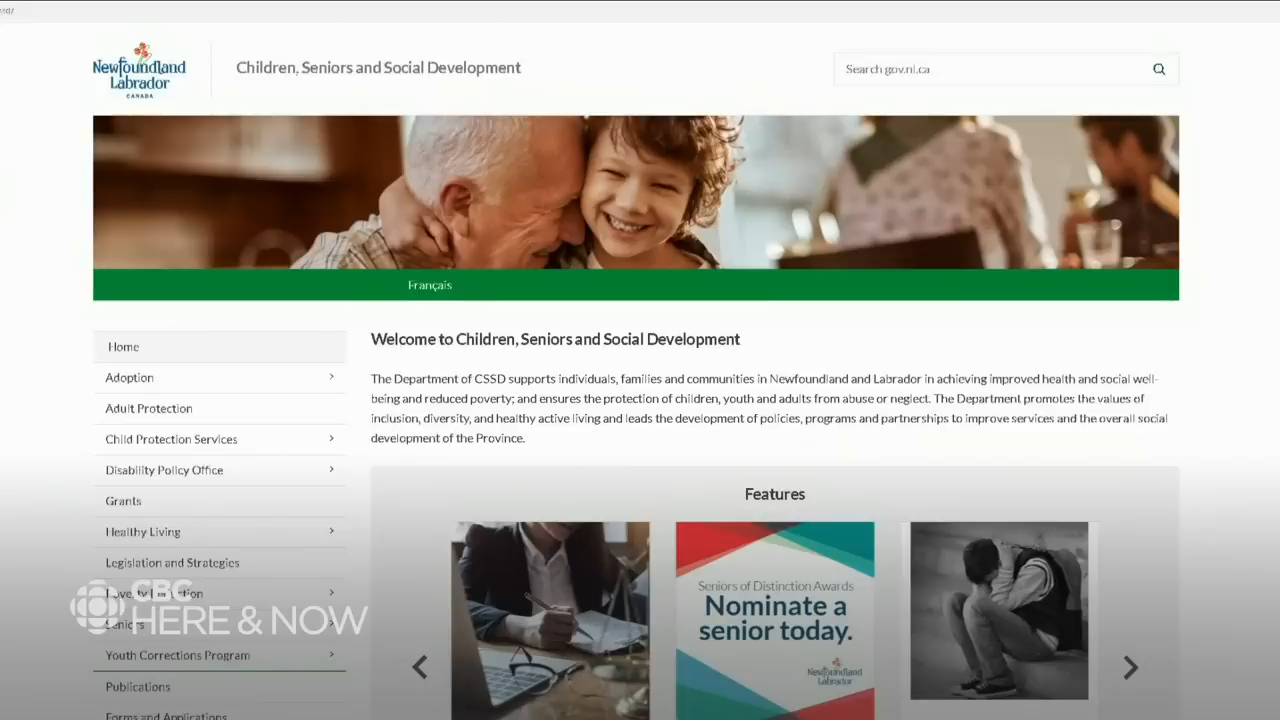 Newfoundland
Labrador
CANADA
Children, Seniors and Social Development
Search gov.nl.ca
Français
Home
Adoption
Adult Protection
Child Protection Services
Disability Policy Office
Grants
Healthy Living
Legislation and Strategies
Seniors
Youth Corrections Program
Publications
Forms and Applications
Welcome to Children, Seniors and Social Development
The Department of CSSD supports individuals, families and communities in Newfoundland and Labrador in achieving improved health and social well-
being and reduced poverty; and ensures the protection of children, youth and adults from abuse or neglect. The Department promotes the values of
inclusion, diversity, and healthy active living and leads the development of policies, programs and partnerships to improve services and the overall social
development of the Province.
Features
Seniors of Distinction Awards
Nominate a
senior today.
Newfoundland
Labrador
CBC
HERE & NOW